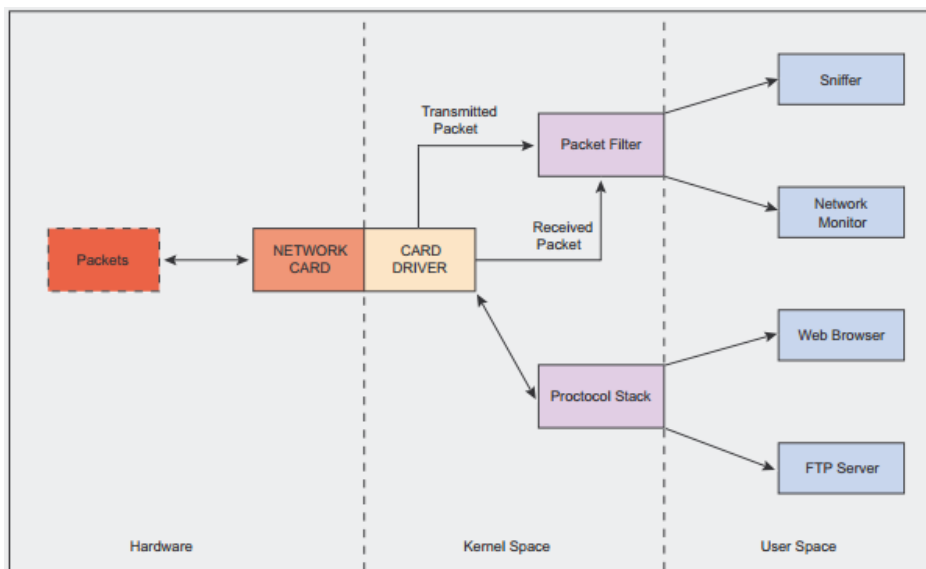 Sniffer
Transmitted
Packet
Packet Filter
Network
Monitor
Received
Packet
Packets
NETWORK
CARD
CARD
DRIVER
Web Browser
Proctocol Stack
FTP Server
Hardware
Kernel Space
User Space